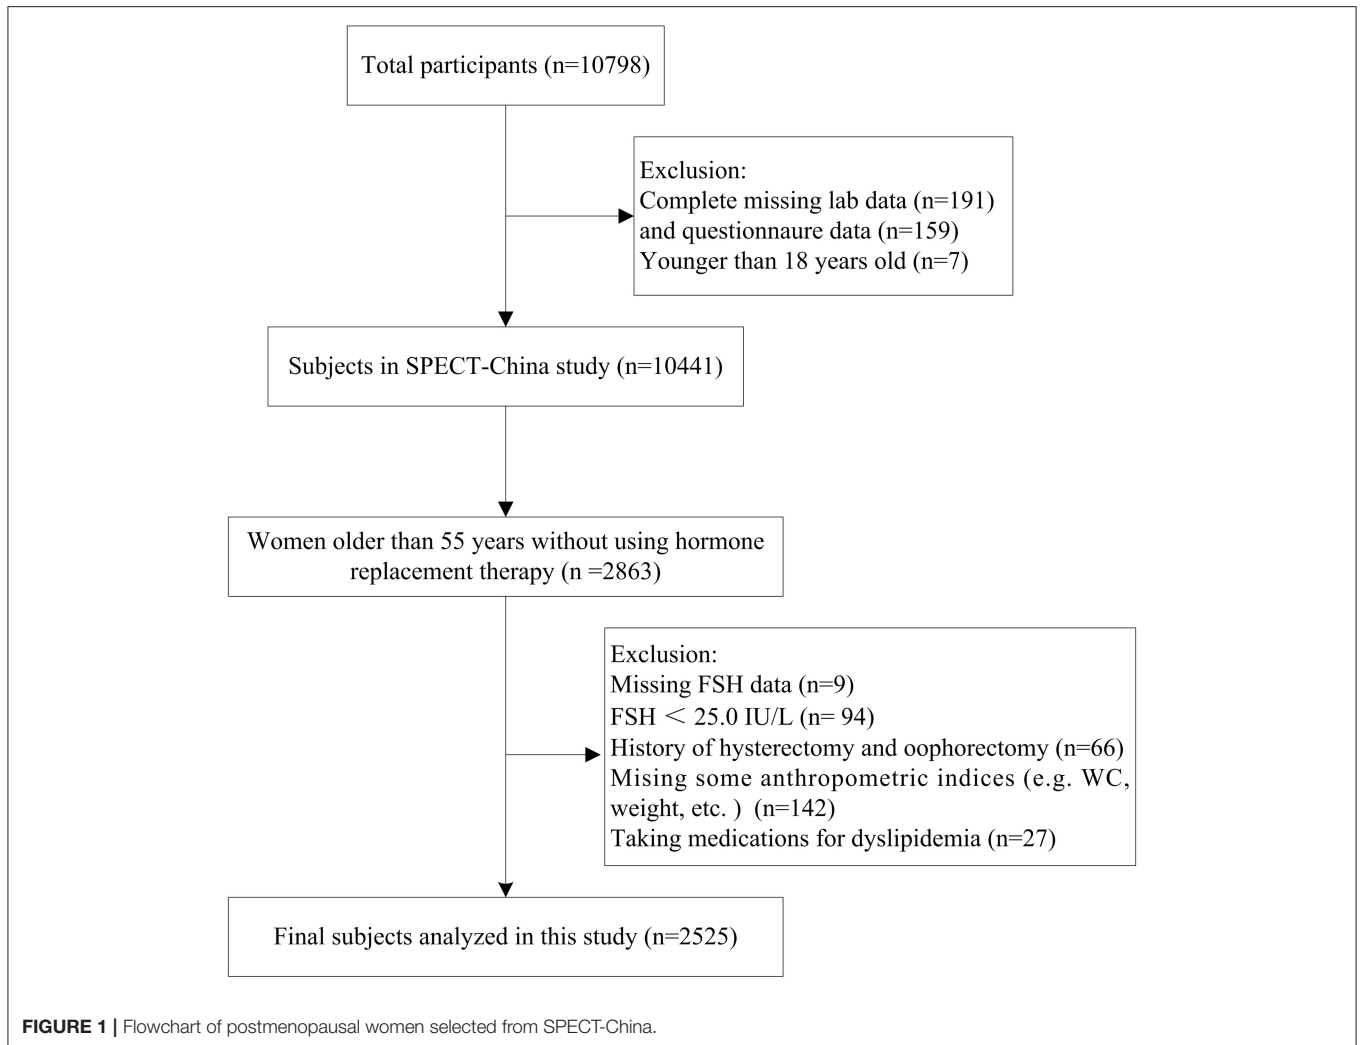 Total participants (n=10798)
Exclusion:
Complete missing lab data (n=191)
and questionnaure data (n=159)
Younger than 18 years old (n=7)
Subjects in SPECT-China study (n=10441)
Women older than 55 years without using hormone
replacement therapy (n =2863)
Exclusion:
Missing FSH data (n=9)
FSH < 25.0 IU/L (n= 94)
History of hysterectomy and oophorectomy (n=66)
Mising some anthropometric indices (e.g. WC,
weight, etc. ) (n=142)
Taking medications for dyslipidemia (n=27)
Final subjects analyzed in this study (n=2525)
FIGURE 1 | Flowchart of postmenopausal women selected from SPECT-China.